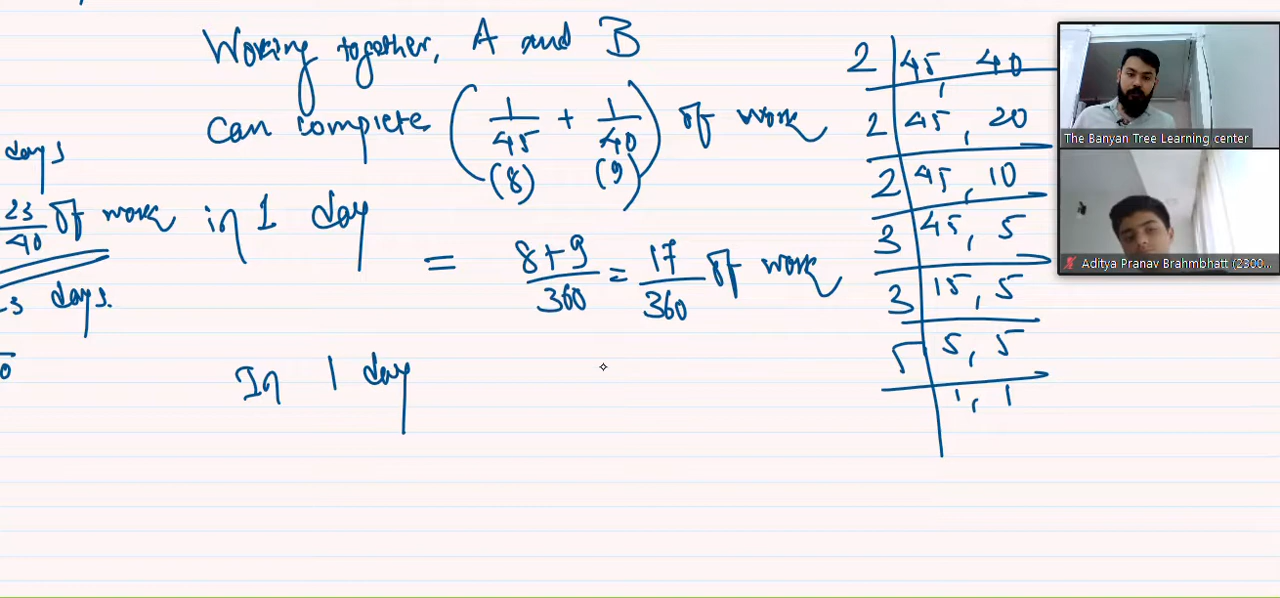 Working together, A and B
can complete (1/45 + 1/40) of work
(8) (9)
days
23/40 of work in 1 day
= 8+9/360 = 17/360 of work
days.
In 1 day
2 | 45, 40
2 | 45, 20
2 | 45, 10
3 | 45, 5
3 | 15, 5
5 | 5, 5
1, 1
The Banyan Tree Learning center
Aditya Pranav Brahmbhatt (2300...